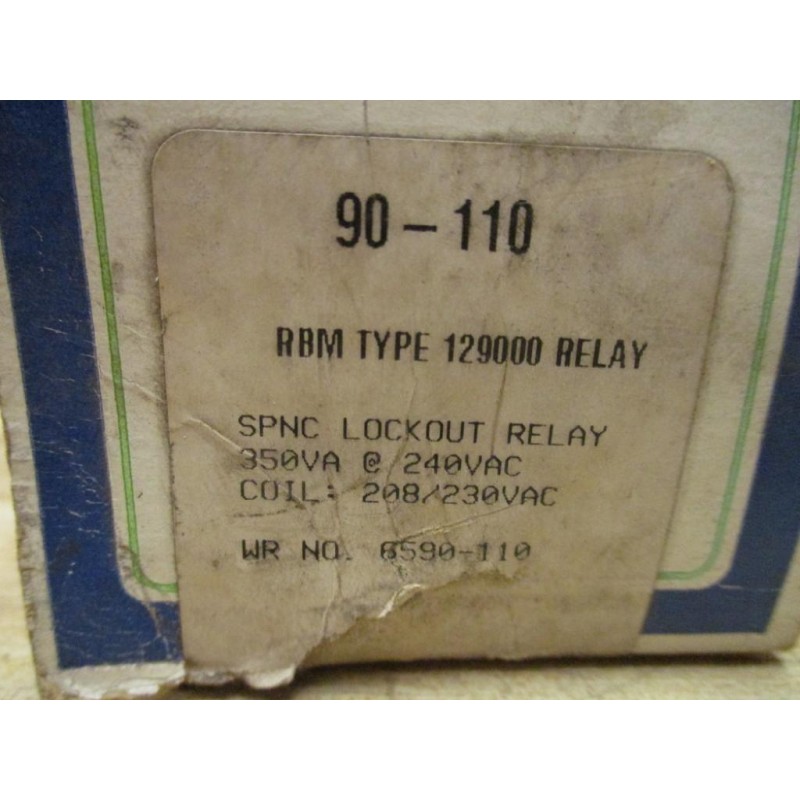 90-110
RBM TYPE 129000 RELAY
SPNC LOCKOUT RELAY
350VA @ 240VAC
COIL: 208/230VAC
WR NO. 6590-110